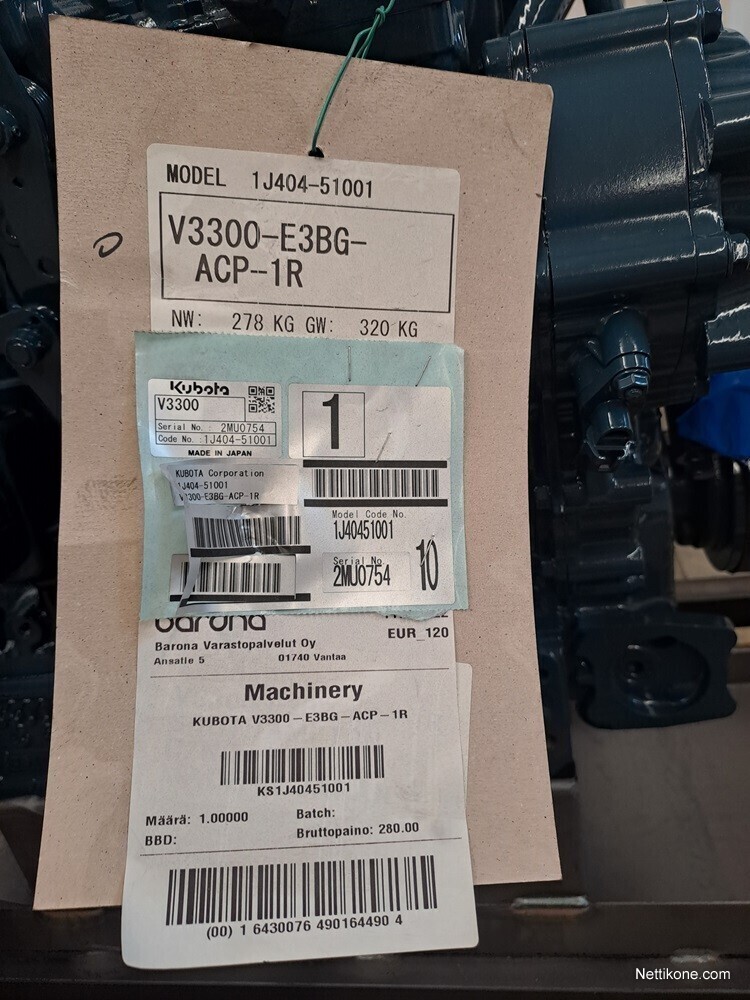 MODEL 1J404-51001
V3300-E3BG-
ACP-1R
NW: 278 KG GW: 320 KG
Kubota
V3300
Serial No. : 2MU0754
Code No. : 1J404-51001
MADE IN JAPAN
1
KUBOTA Corporation
1J404-51001
V3300-E3BG-ACP-1R
Model Code No.
1J40451001
Serial No.
2MU0754
10
barona
EUR_120
Barona Varastopalvelut Oy
Ansatie 5 01740 Vantaa
Machinery
KUBOTA V3300-E3BG-ACP-1R
KS1J40451001
Määrä: 1.00000 Batch:
BBD: Bruttopaino: 280.00
(00) 1 6430076 490164490 4
Nettikone.com